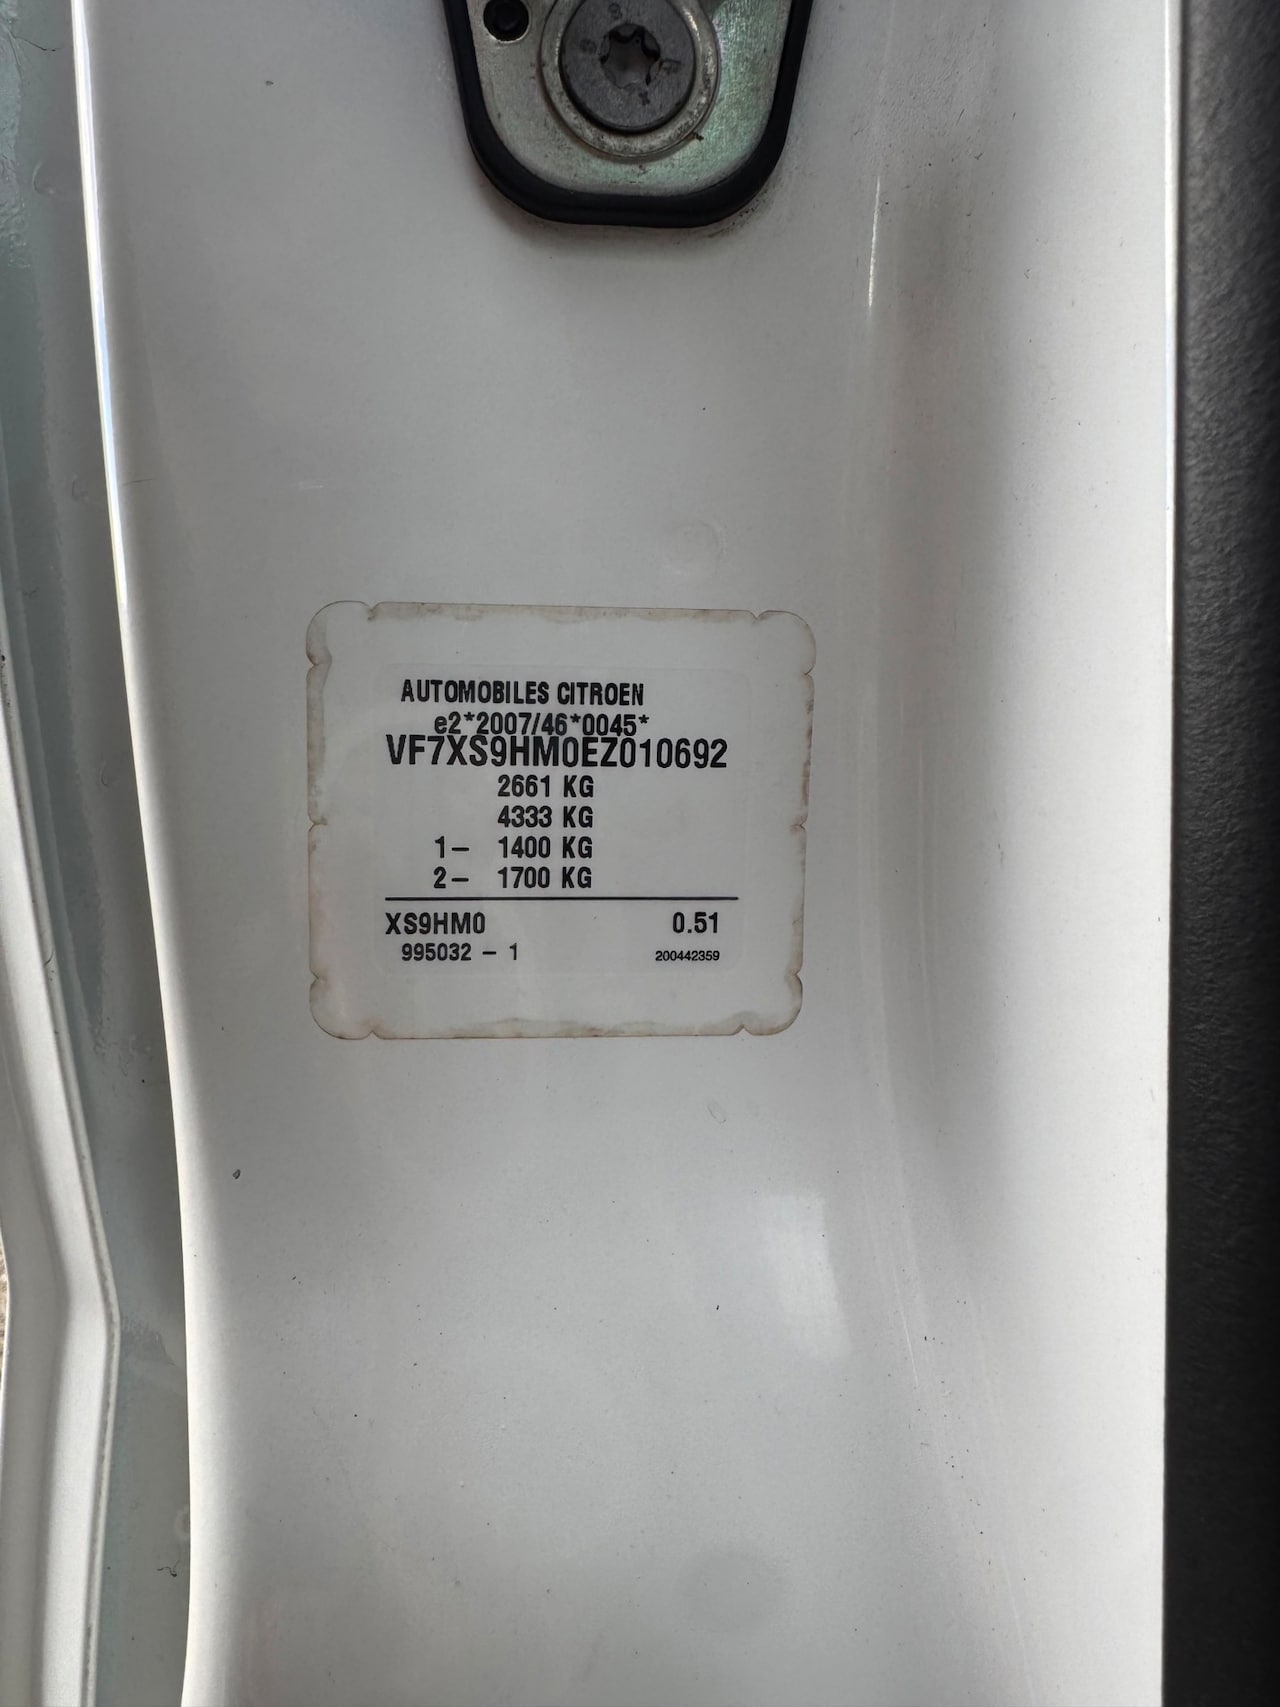 AUTOMOBILES CITROEN
e2*2007/46*0045*
VF7XS9HM0EZ010692
2661 KG
4333 KG
1– 1400 KG
2– 1700 KG
XS9HM0 0.51
995032 – 1 200442359